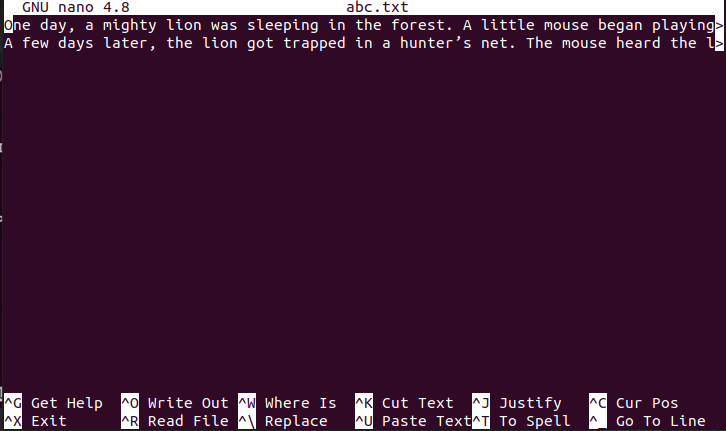 GNU nano 4.8 abc.txt
One day, a mighty lion was sleeping in the forest. A little mouse began playing>
A few days later, the lion got trapped in a hunter’s net. The mouse heard the l>
^G Get Help ^O Write Out ^W Where Is ^K Cut Text ^J Justify ^C Cur Pos
^X Exit ^R Read File ^\ Replace ^U Paste Text ^T To Spell ^_ Go To Line